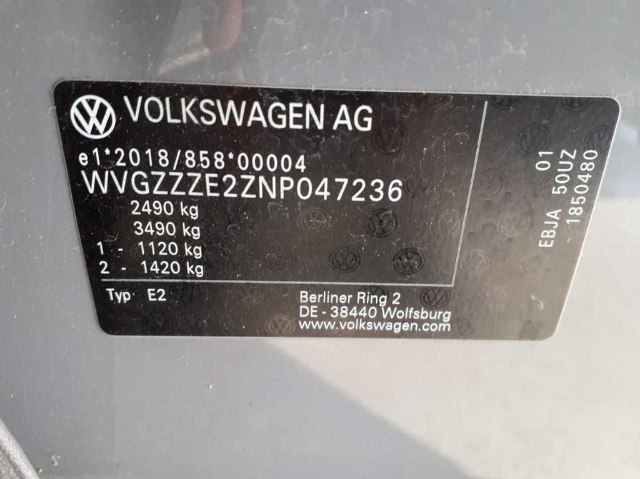 VOLKSWAGEN AG
e1*2018/858*00004
WVGZZZE2ZNP047236
2490 kg
3490 kg
1 - 1120 kg
2 - 1420 kg
Typ E2
Berliner Ring 2
DE - 38440 Wolfsburg
www.volkswagen.com
01
EBJA 50UZ
1850480